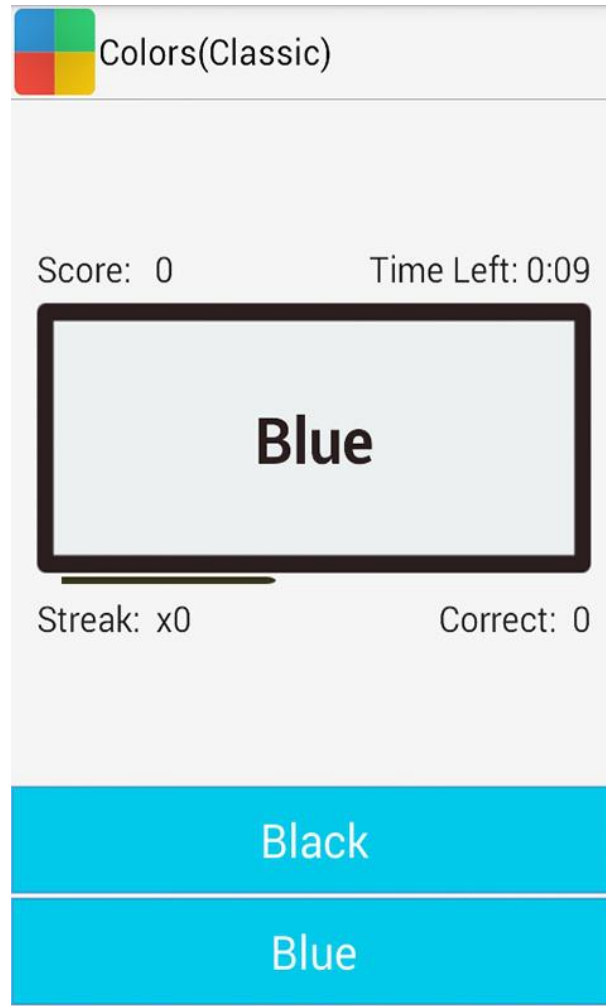 Colors(Classic)
Score: 0 Time Left: 0:09
Blue
Streak: x0 Correct: 0
Black
Blue